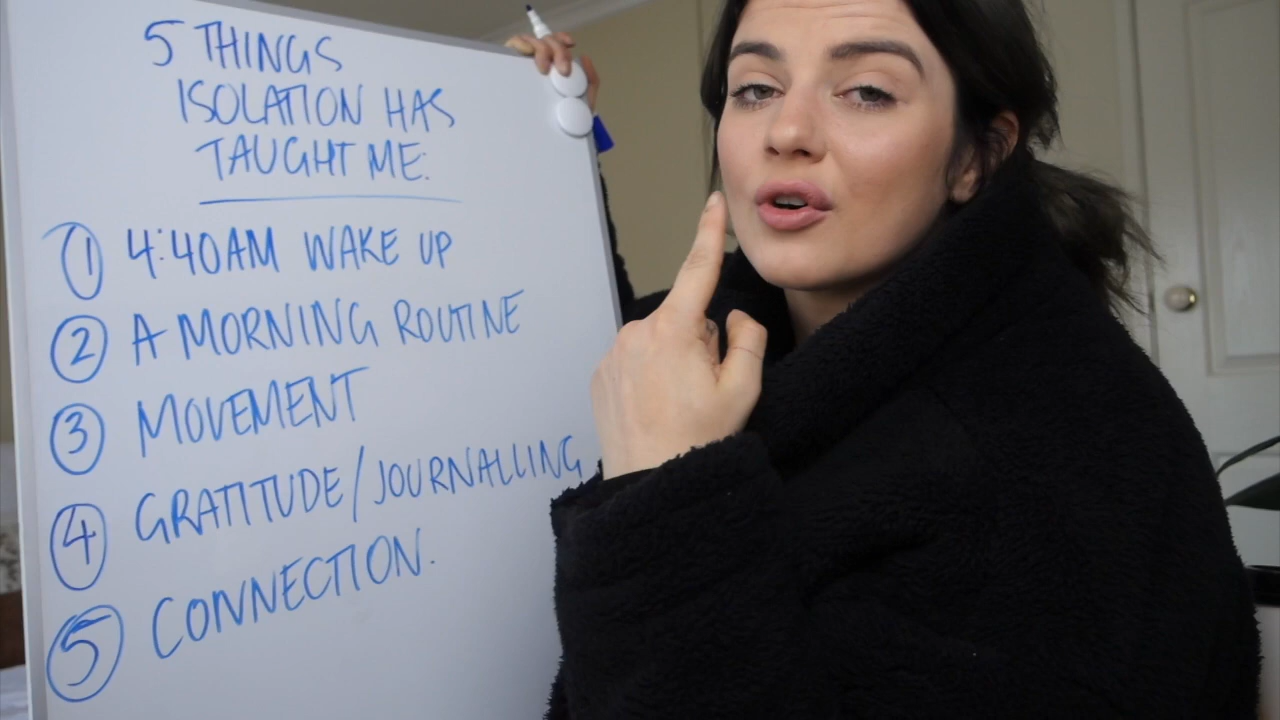 5 THINGS
ISOLATION HAS
TAUGHT ME:
1 4:40AM WAKE UP
2 A MORNING ROUTINE
3 MOVEMENT
4 GRATITUDE/JOURNALLING
5 CONNECTION.